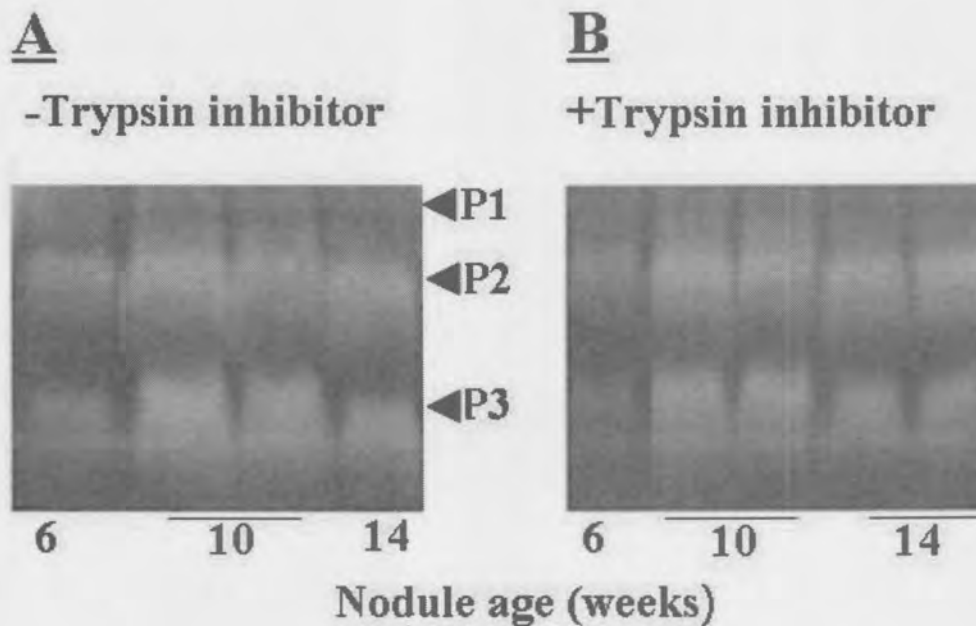 A
B
-Trypsin inhibitor
+Trypsin inhibitor
P1
P2
P3
6 10 14
6 10 14
Nodule age (weeks)